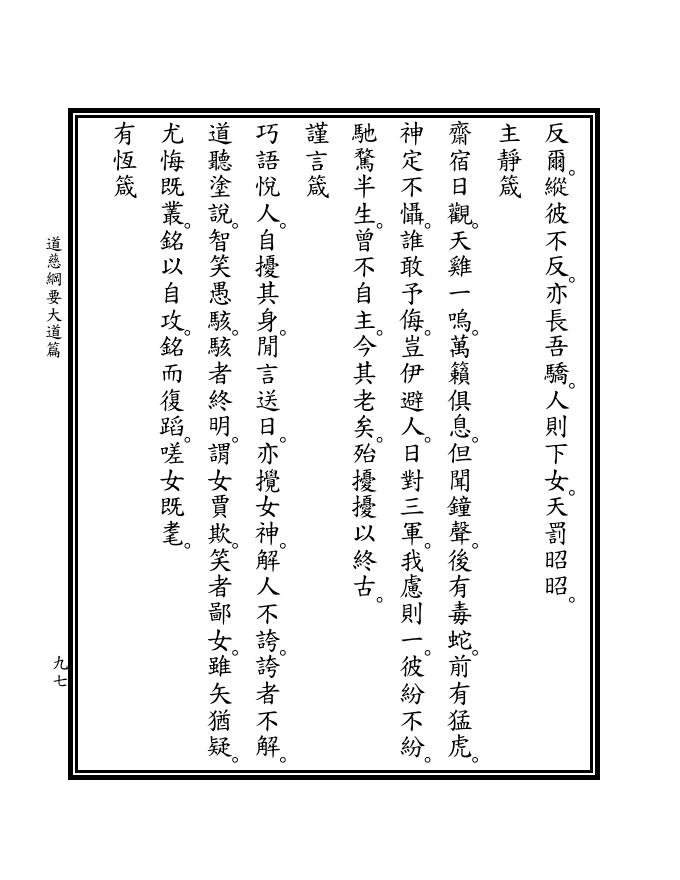 反爾。縱彼不反。亦長吾驕。人則下女。天罰昭昭。
主靜箴
齋宿日觀。天雞一鳴。萬籟俱息。但聞鐘聲。後有毒蛇。前有猛虎。
神定不懾。誰敢予侮。豈伊避人。日對三軍。我慮則一。彼紛不紛。
馳騖半生。曾不自主。今其老矣。殆擾擾以終古。
謹言箴
巧語悅人。自擾其身。閒言送日。亦攪女神。解人不誇。誇者不解。
道聽塗說。智笑愚駭。駭者終明。謂女賈欺。笑者鄙女。雖矢猶疑。
尤悔既叢。銘以自攻。銘而復蹈。嗟女既耄。
有恆箴
道慈綱要大道篇
九七